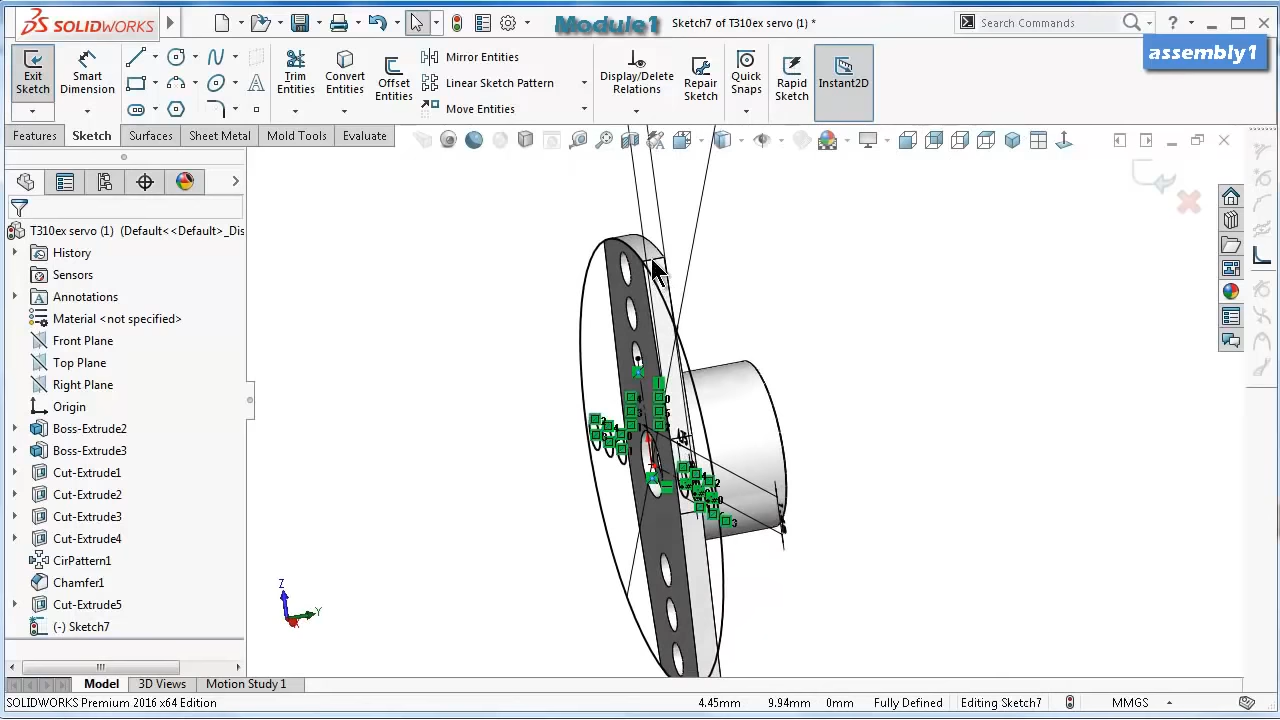 SOLIDWORKS
Module1
Sketch7 of T310ex servo (1) *
Search Commands
?
assembly1
Exit Sketch
Smart Dimension
Trim Entities
Convert Entities
Offset Entities
Mirror Entities
Linear Sketch Pattern
Move Entities
Display/Delete Relations
Repair Sketch
Quick Snaps
Rapid Sketch
Instant2D
Features
Sketch
Surfaces
Sheet Metal
Mold Tools
Evaluate
T310ex servo (1) (Default<<Default>_Dis
History
Sensors
Annotations
Material <not specified>
Front Plane
Top Plane
Right Plane
Origin
Boss-Extrude2
Boss-Extrude3
Cut-Extrude1
Cut-Extrude2
Cut-Extrude3
Cut-Extrude4
CirPattern1
Chamfer1
Cut-Extrude5
(-) Sketch7
Z
Y
Model
3D Views
Motion Study 1
SOLIDWORKS Premium 2016 x64 Edition
4.45mm
9.94mm
0mm
Fully Defined
Editing Sketch7
MMGS